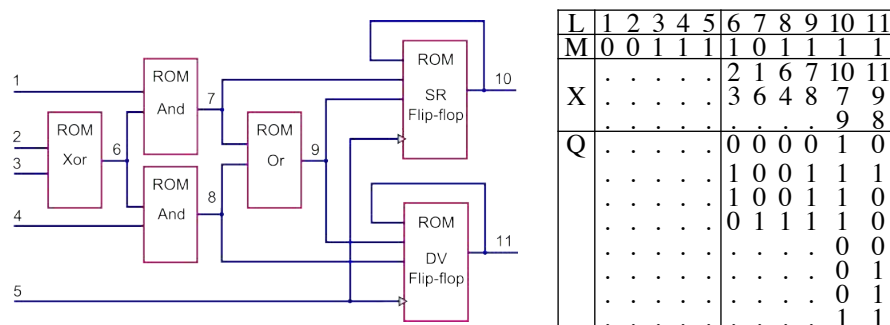 1
2
3
4
5
ROM
Xor
6
ROM
And
7
ROM
And
8
ROM
Or
9
ROM
SR
Flip-flop
10
ROM
DV
Flip-flop
11
L 1 2 3 4 5 6 7 8 9 10 11
M 0 0 1 1 1 1 0 1 1 1 1
. . . . . 2 1 6 7 10 11
X . . . . . 3 6 4 8 7 9
. . . . . . . . . 9 8
Q . . . . . 0 0 0 0 1 0
. . . . . 1 0 0 1 1 1
. . . . . 1 0 0 1 1 0
. . . . . 0 1 1 1 1 0
. . . . . . . . . 0 0
. . . . . . . . . 0 1
. . . . . . . . . 0 1
. . . . . . . . . 1 1